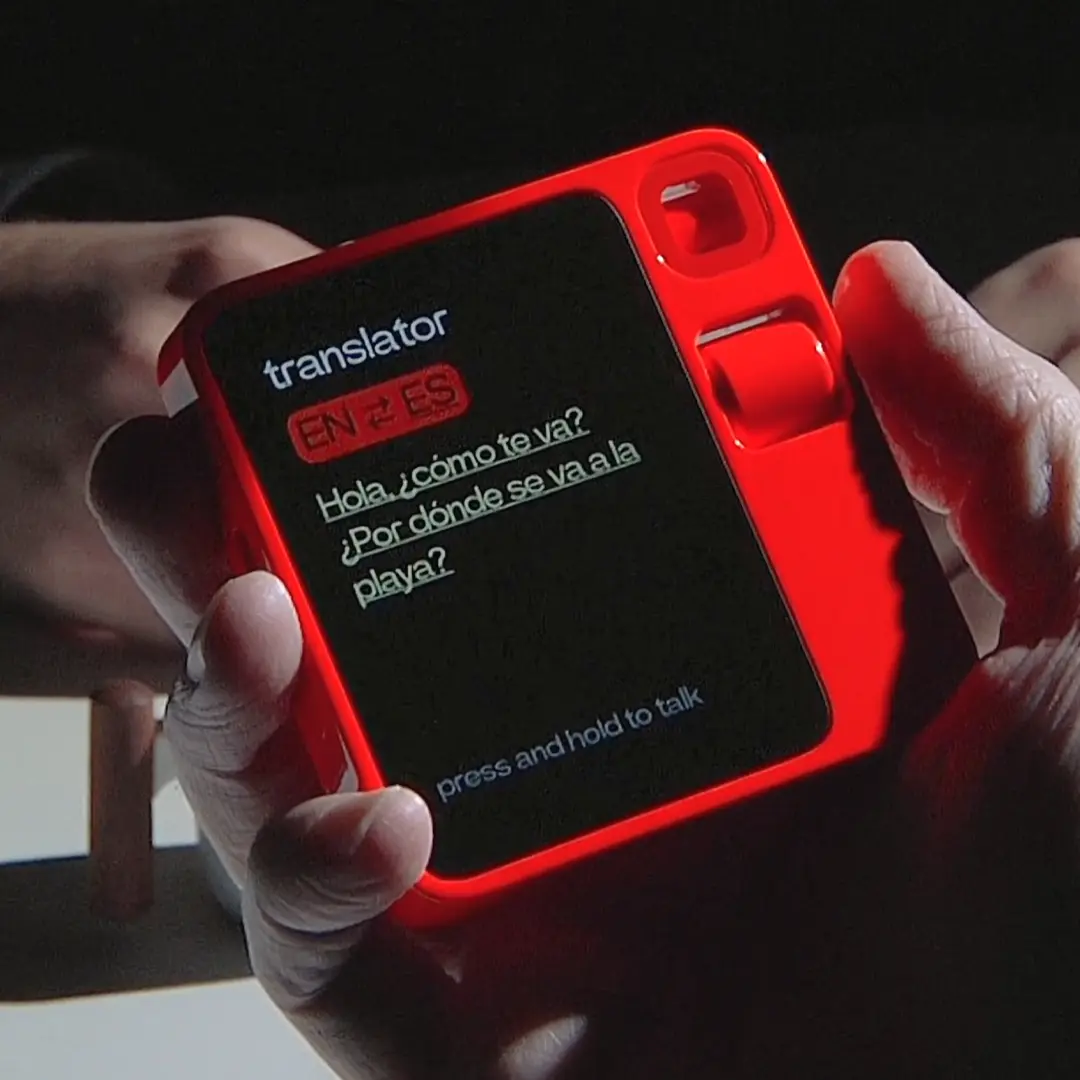 translator
EN ⇄ ES
Hola, ¿cómo te va?
¿Por dónde se va a la
playa?
press and hold to talk